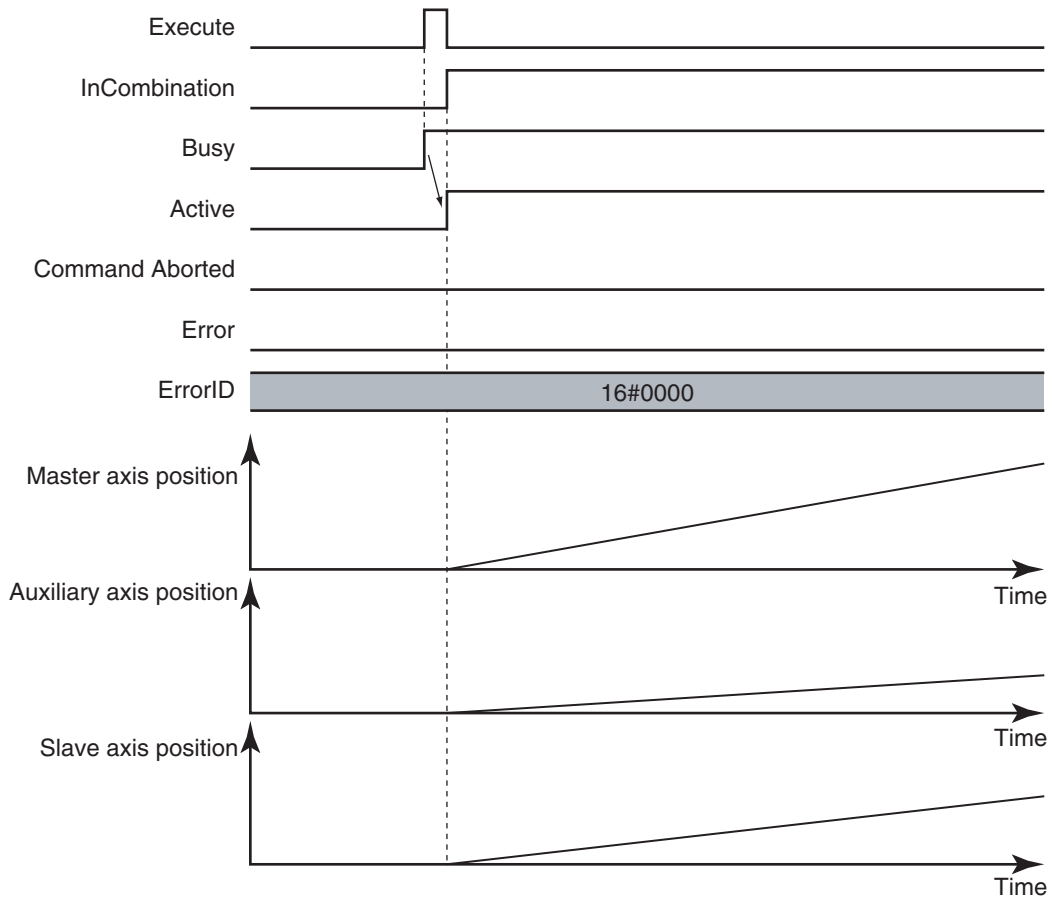 Execute
InCombination
Busy
Active
Command Aborted
Error
ErrorID
16#0000
Master axis position
Time
Auxiliary axis position
Time
Slave axis position
Time